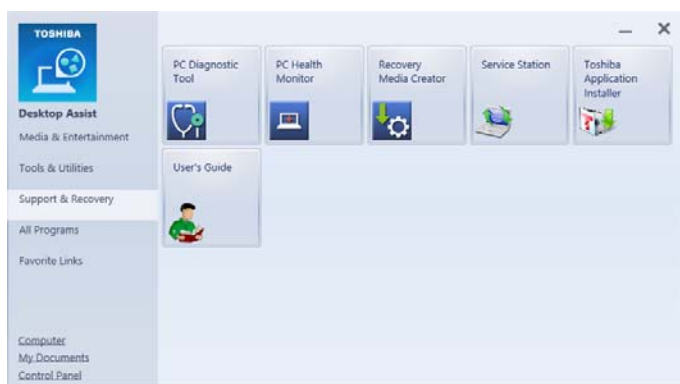 TOSHIBA
Desktop Assist
Media & Entertainment
Tools & Utilities
Support & Recovery
All Programs
Favorite Links
Computer
My Documents
Control Panel
PC Diagnostic
Tool
PC Health
Monitor
Recovery
Media Creator
Service Station
Toshiba
Application
Installer
User's Guide